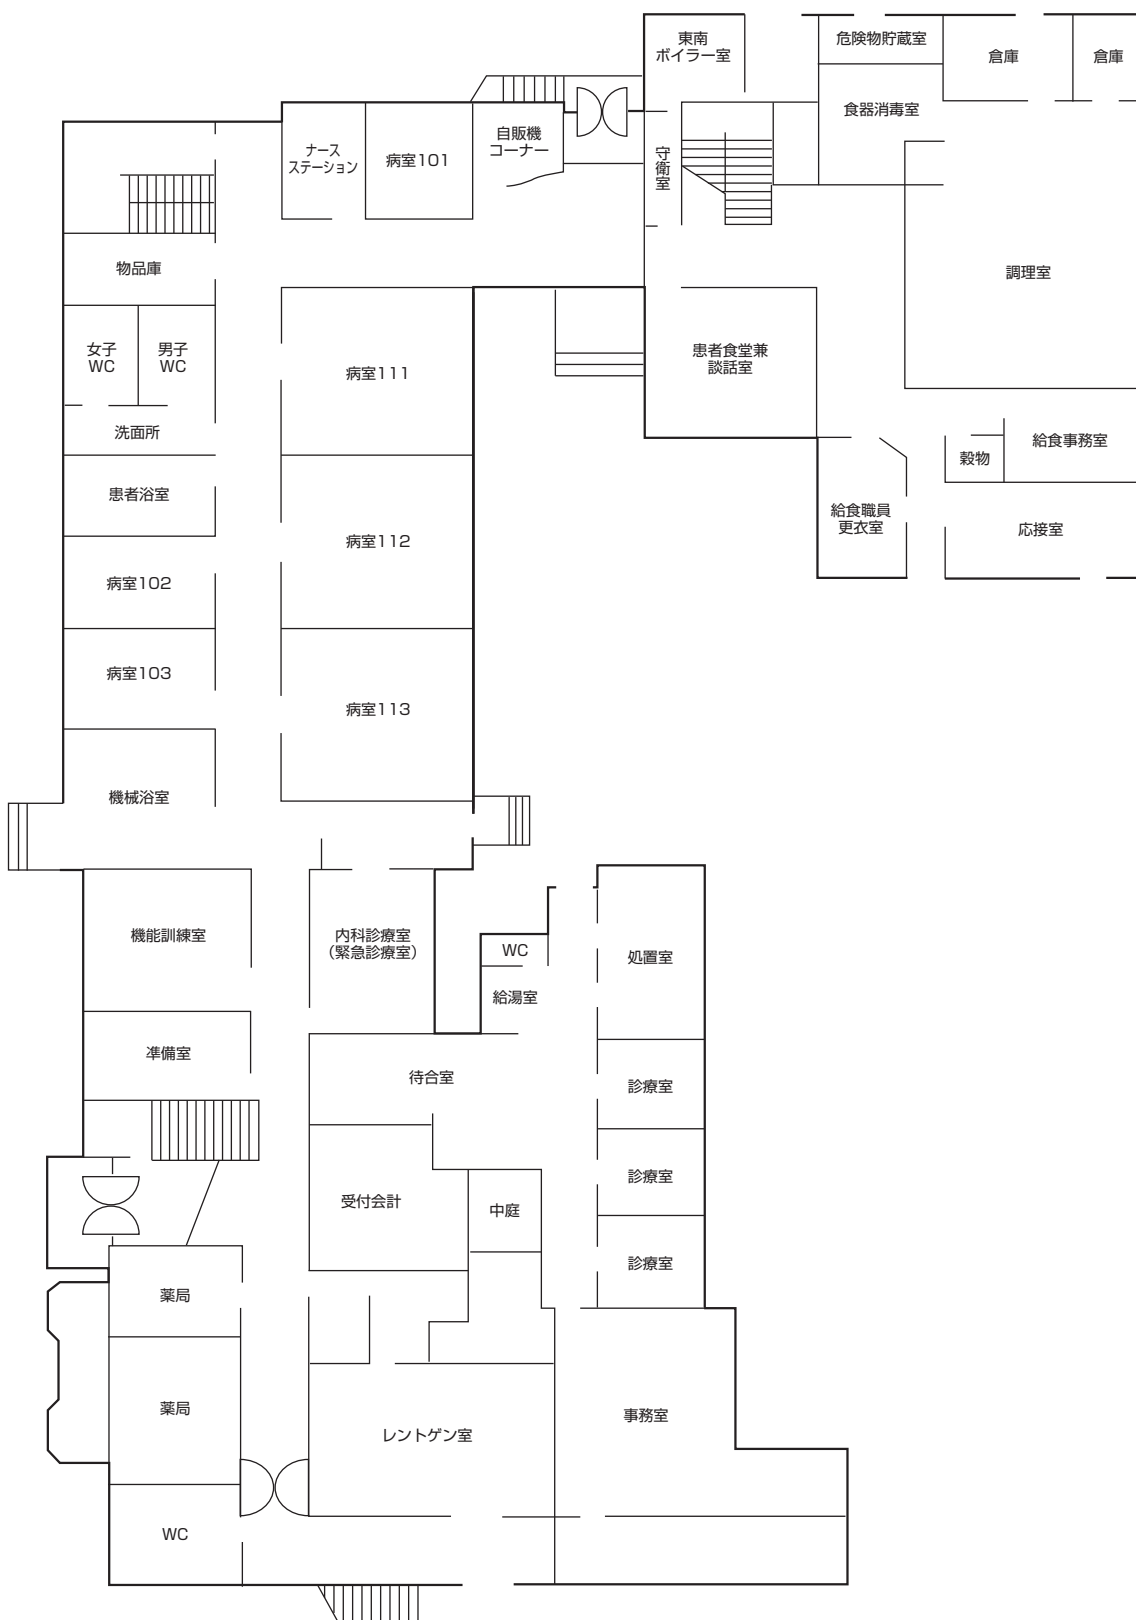 東南
ボイラー室
危険物貯蔵室
倉庫
倉庫
食器消毒室
ナース
ステーション
病室101
自販機
コーナー
守衛室
物品庫
調理室
女子
WC
男子
WC
病室111
患者食堂兼
談話室
洗面所
給食事務室
穀物
患者浴室
給食職員
更衣室
応接室
病室112
病室102
病室103
病室113
機械浴室
機能訓練室
内科診療室
（緊急診療室）
WC
処置室
給湯室
準備室
待合室
診療室
診療室
受付会計
中庭
診療室
薬局
薬局
事務室
レントゲン室
WC